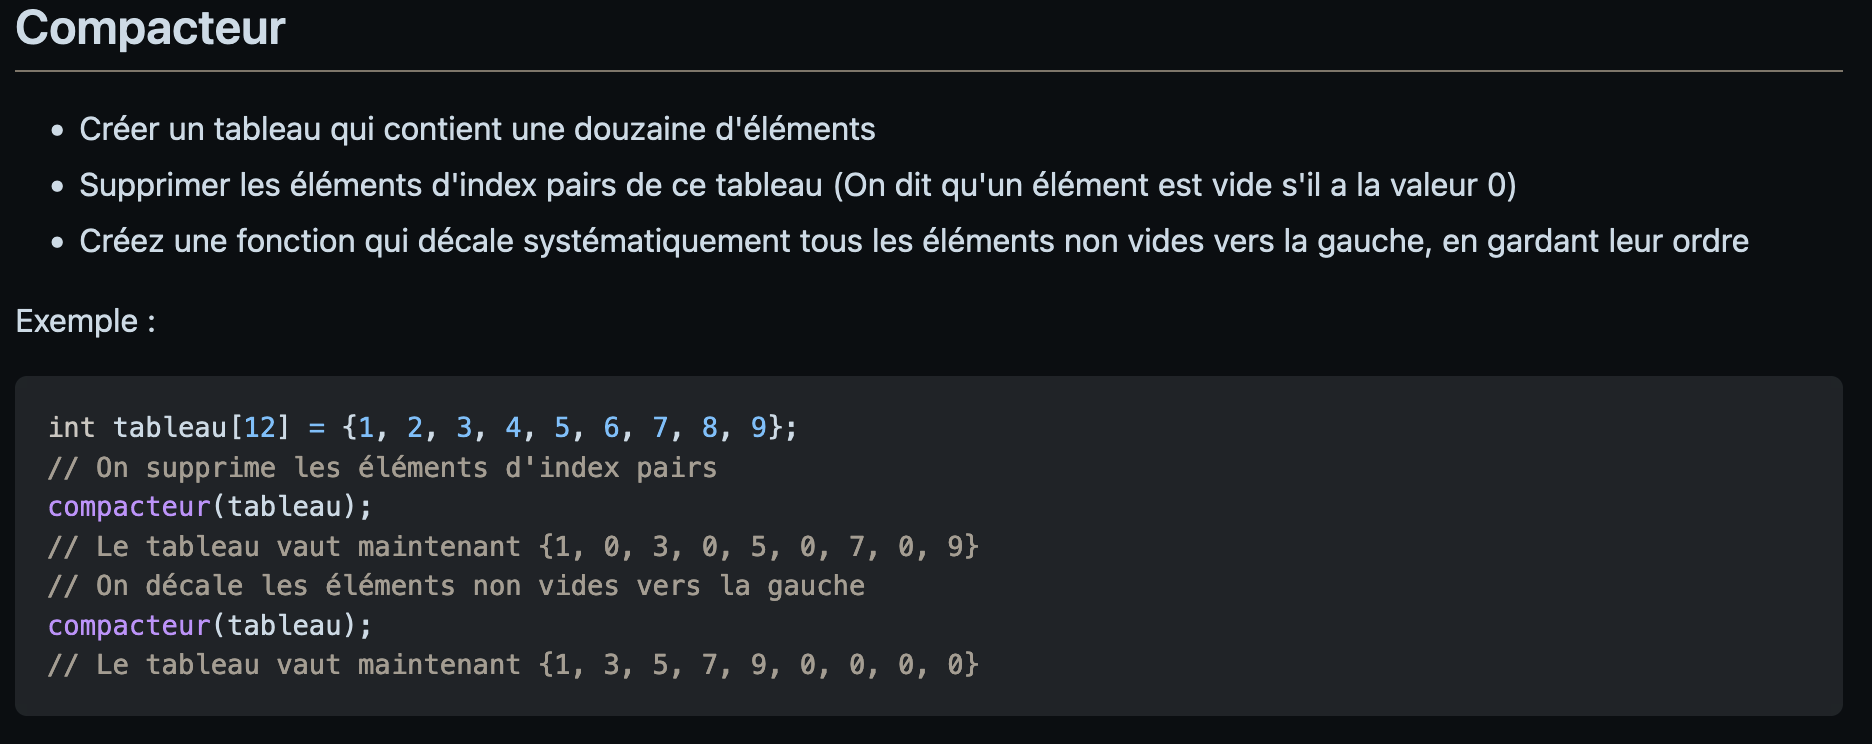 Compacteur
• Créer un tableau qui contient une douzaine d'éléments
• Supprimer les éléments d'index pairs de ce tableau (On dit qu'un élément est vide s'il a la valeur 0)
• Créez une fonction qui décale systématiquement tous les éléments non vides vers la gauche, en gardant leur ordre
Exemple :
int tableau[12] = {1, 2, 3, 4, 5, 6, 7, 8, 9};
// On supprime les éléments d'index pairs
compacteur(tableau);
// Le tableau vaut maintenant {1, 0, 3, 0, 5, 0, 7, 0, 9}
// On décale les éléments non vides vers la gauche
compacteur(tableau);
// Le tableau vaut maintenant {1, 3, 5, 7, 9, 0, 0, 0, 0}